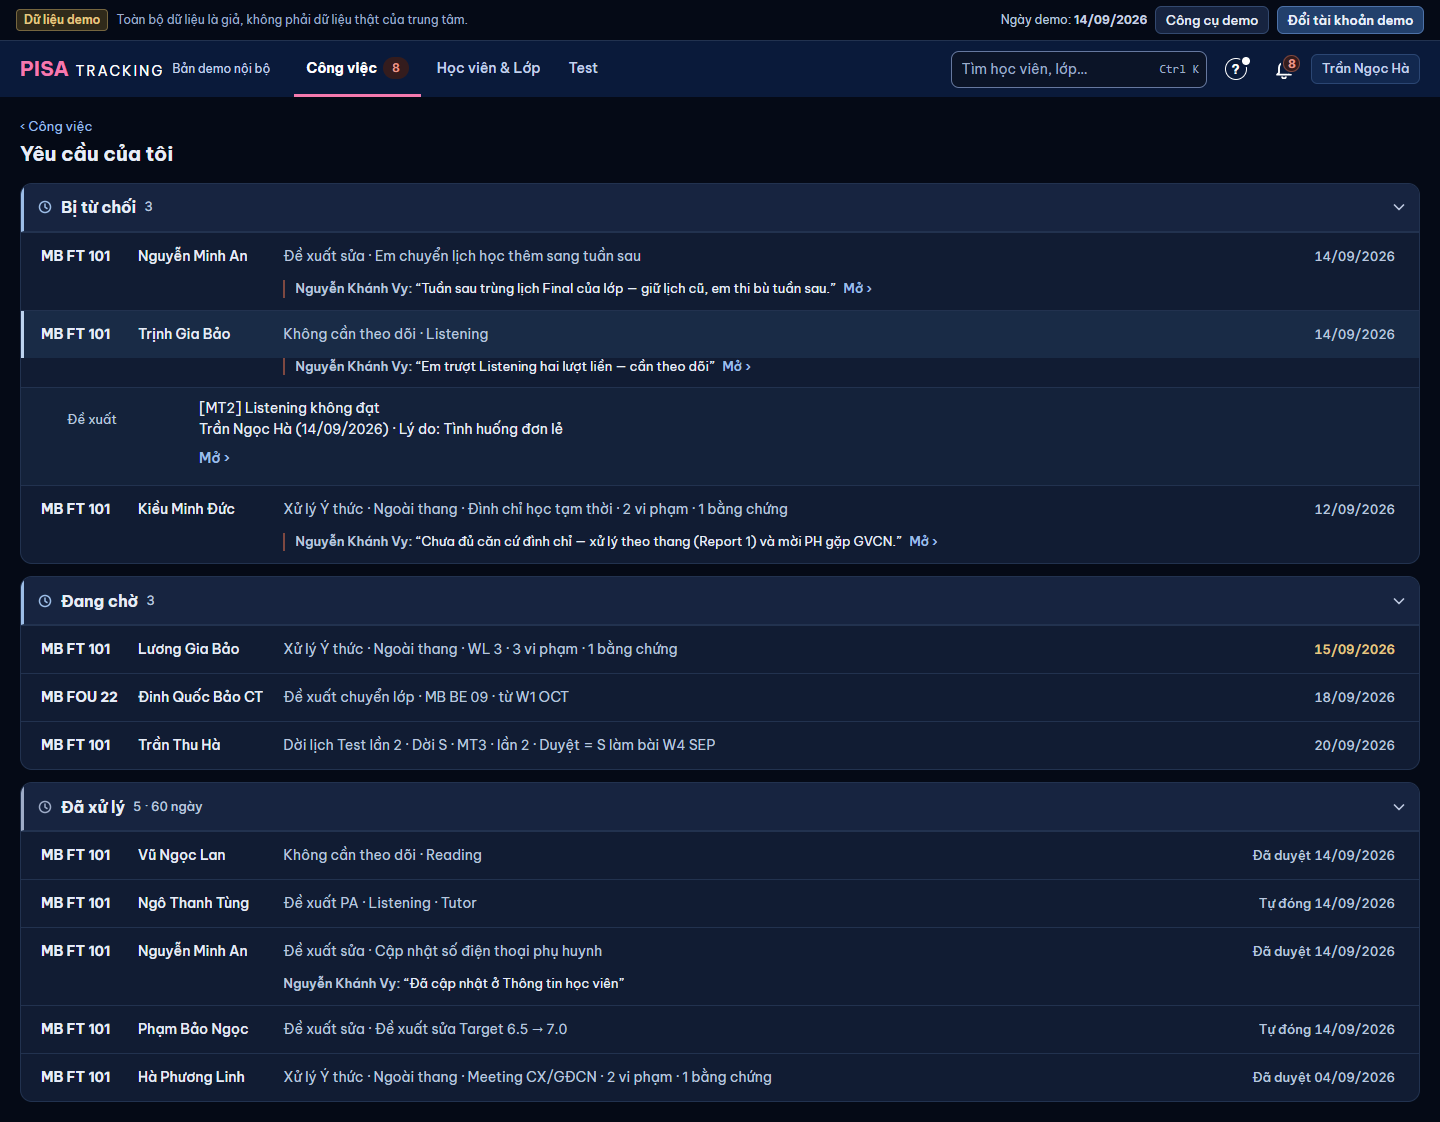 Dữ liệu demo Toàn bộ dữ liệu là giả, không phải dữ liệu thật của trung tâm. Ngày demo: 14/09/2026 Công cụ demo Đổi tài khoản demo
PISA TRACKING Bản demo nội bộ Công việc 8 Học viên & Lớp Test Tìm học viên, lớp... Ctrl K ? 8 Trần Ngọc Hà
‹ Công việc
Yêu cầu của tôi
Bị từ chối 3
MB FT 101 Nguyễn Minh An Đề xuất sửa · Em chuyển lịch học thêm sang tuần sau 14/09/2026
Nguyễn Khánh Vy: “Tuần sau trùng lịch Final của lớp — giữ lịch cũ, em thi bù tuần sau.” Mở ›
MB FT 101 Trịnh Gia Bảo Không cần theo dõi · Listening 14/09/2026
Nguyễn Khánh Vy: “Em trượt Listening hai lượt liền — cần theo dõi” Mở ›
Đề xuất [MT2] Listening không đạt
Trần Ngọc Hà (14/09/2026) · Lý do: Tình huống đơn lẻ
Mở ›
MB FT 101 Kiều Minh Đức Xử lý Ý thức · Ngoài thang · Đình chỉ học tạm thời · 2 vi phạm · 1 bằng chứng 12/09/2026
Nguyễn Khánh Vy: “Chưa đủ căn cứ đình chỉ — xử lý theo thang (Report 1) và mời PH gặp GVCN.” Mở ›
Đang chờ 3
MB FT 101 Lương Gia Bảo Xử lý Ý thức · Ngoài thang · WL 3 · 3 vi phạm · 1 bằng chứng 15/09/2026
MB FOU 22 Đinh Quốc Bảo CT Đề xuất chuyển lớp · MB BE 09 · từ W1 OCT 18/09/2026
MB FT 101 Trần Thu Hà Dời lịch Test lần 2 · Dời S · MT3 · lần 2 · Duyệt = S làm bài W4 SEP 20/09/2026
Đã xử lý 5 · 60 ngày
MB FT 101 Vũ Ngọc Lan Không cần theo dõi · Reading Đã duyệt 14/09/2026
MB FT 101 Ngô Thanh Tùng Đề xuất PA · Listening · Tutor Tự đóng 14/09/2026
MB FT 101 Nguyễn Minh An Đề xuất sửa · Cập nhật số điện thoại phụ huynh Đã duyệt 14/09/2026
Nguyễn Khánh Vy: “Đã cập nhật ở Thông tin học viên”
MB FT 101 Phạm Bảo Ngọc Đề xuất sửa · Đề xuất sửa Target 6.5 → 7.0 Tự đóng 14/09/2026
MB FT 101 Hà Phương Linh Xử lý Ý thức · Ngoài thang · Meeting CX/GĐCN · 2 vi phạm · 1 bằng chứng Đã duyệt 04/09/2026